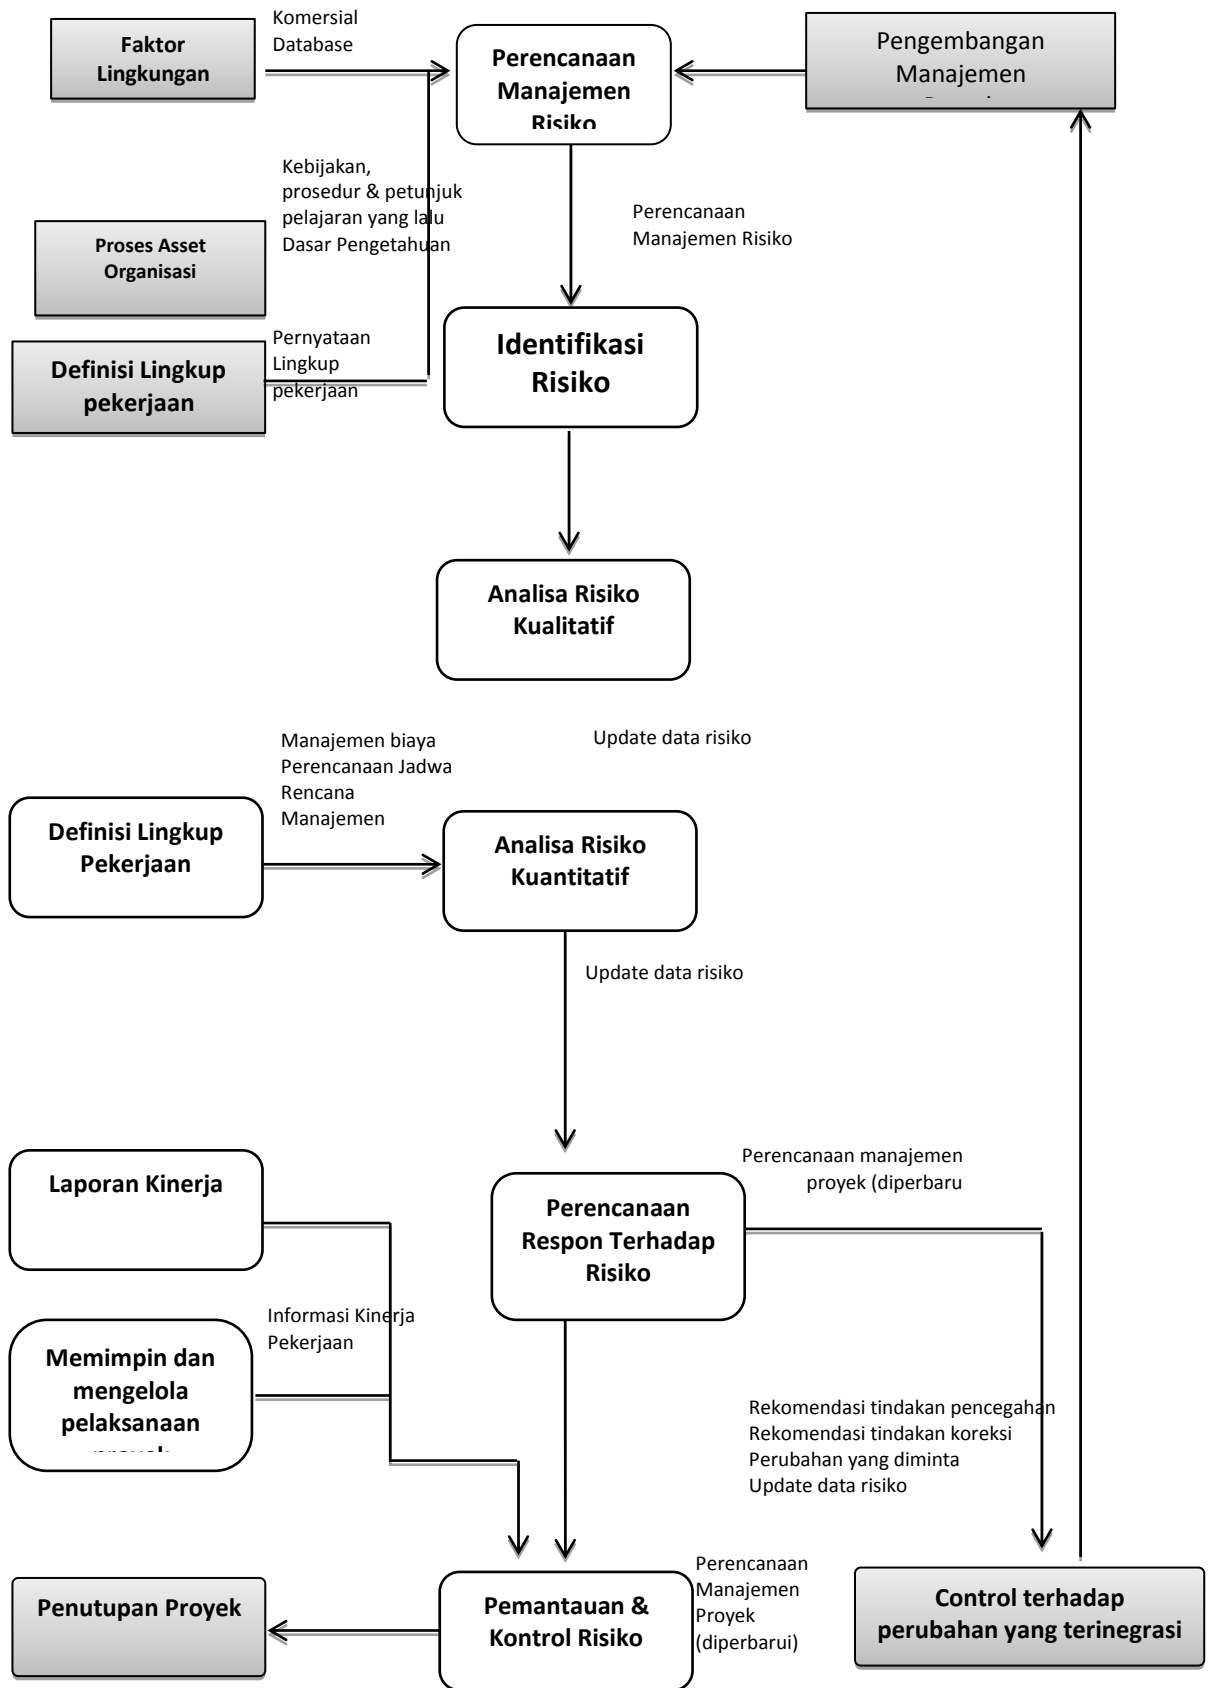 Komersial
Database
Faktor
Lingkungan
Perencanaan
Manajemen
Risiko
Pengembangan
Manajemen
Kebijakan,
prosedur & petunjuk
pelajaran yang lalu
Dasar Pengetahuan
Perencanaan
Manajemen Risiko
Proses Asset
Organisasi
Identifikasi
Risiko
Pernyataan
Lingkup
pekerjaan
Definisi Lingkup
pekerjaan
Analisa Risiko
Kualitatif
Manajemen biaya
Perencanaan Jadwa
Rencana
Manajemen
Update data risiko
Definisi Lingkup
Pekerjaan
Analisa Risiko
Kuantitatif
Update data risiko
Laporan Kinerja
Perencanaan manajemen
proyek (diperbaru
Perencanaan
Respon Terhadap
Risiko
Informasi Kinerja
Pekerjaan
Memimpin dan
mengelola
pelaksanaan
Rekomendasi tindakan pencegahan
Rekomendasi tindakan koreksi
Perubahan yang diminta
Update data risiko
Penutupan Proyek
Pemantauan &
Kontrol Risiko
Perencanaan
Manajemen
Proyek
(diperbarui)
Control terhadap
perubahan yang terinegrasi